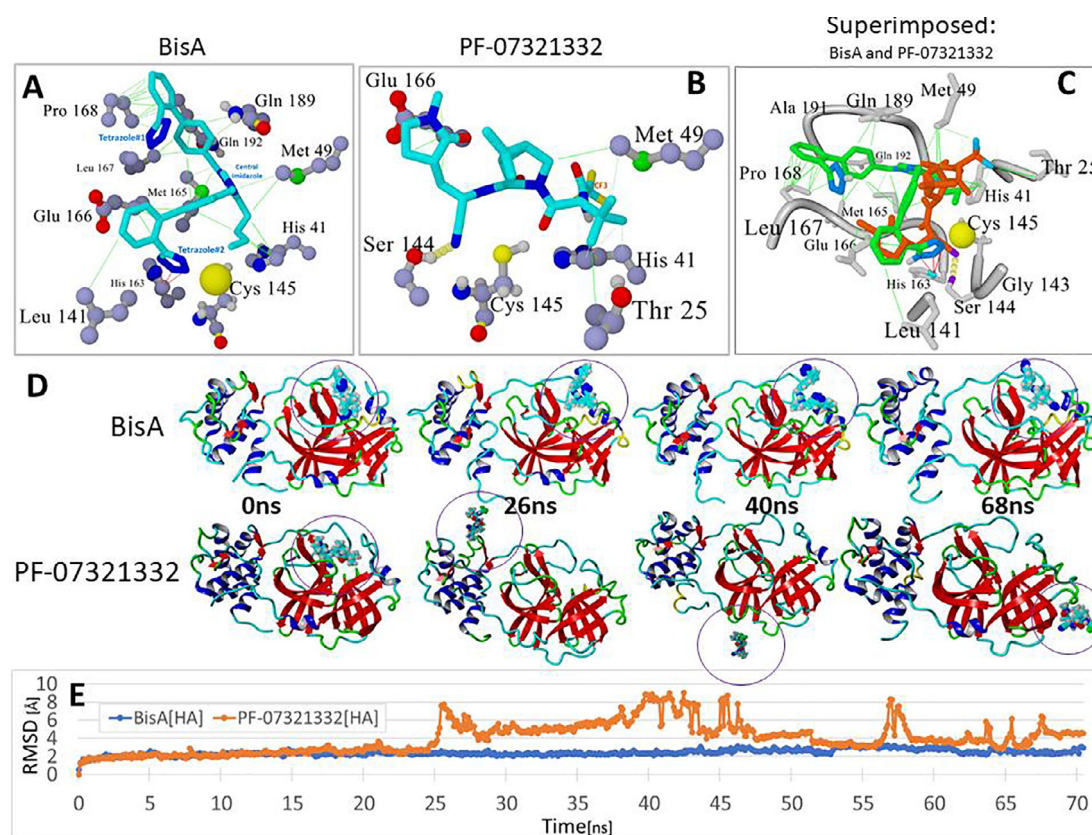 BisA
PF-07321332
Superimposed:
BisA and PF-07321332
A
Pro 168
Gln 189
Tetrazole#1
Gln 192
Met 49
Leu 167
Central
imidazole
Met 165
Glu 166
His 41
Tetrazole#2
His 163
Cys 145
Leu 141
B
Glu 166
Met 49
CF3
Ser 144
His 41
Cys 145
Thr 25
C
Met 49
Gln 189
Ala 191
Gln 192
Thr 25
Pro 168
His 41
Met 165
Cys 145
Leu 167
Glu 166
His 163
Gly 143
Ser 144
Leu 141
D
BisA
0ns 26ns 40ns 68ns
PF-07321332
E
BisA[HA] PF-07321332[HA]
RMSD [Å]
10
8
6
4
2
0
0 5 10 15 20 25 30 35 40 45 50 55 60 65 70
Time[ns]